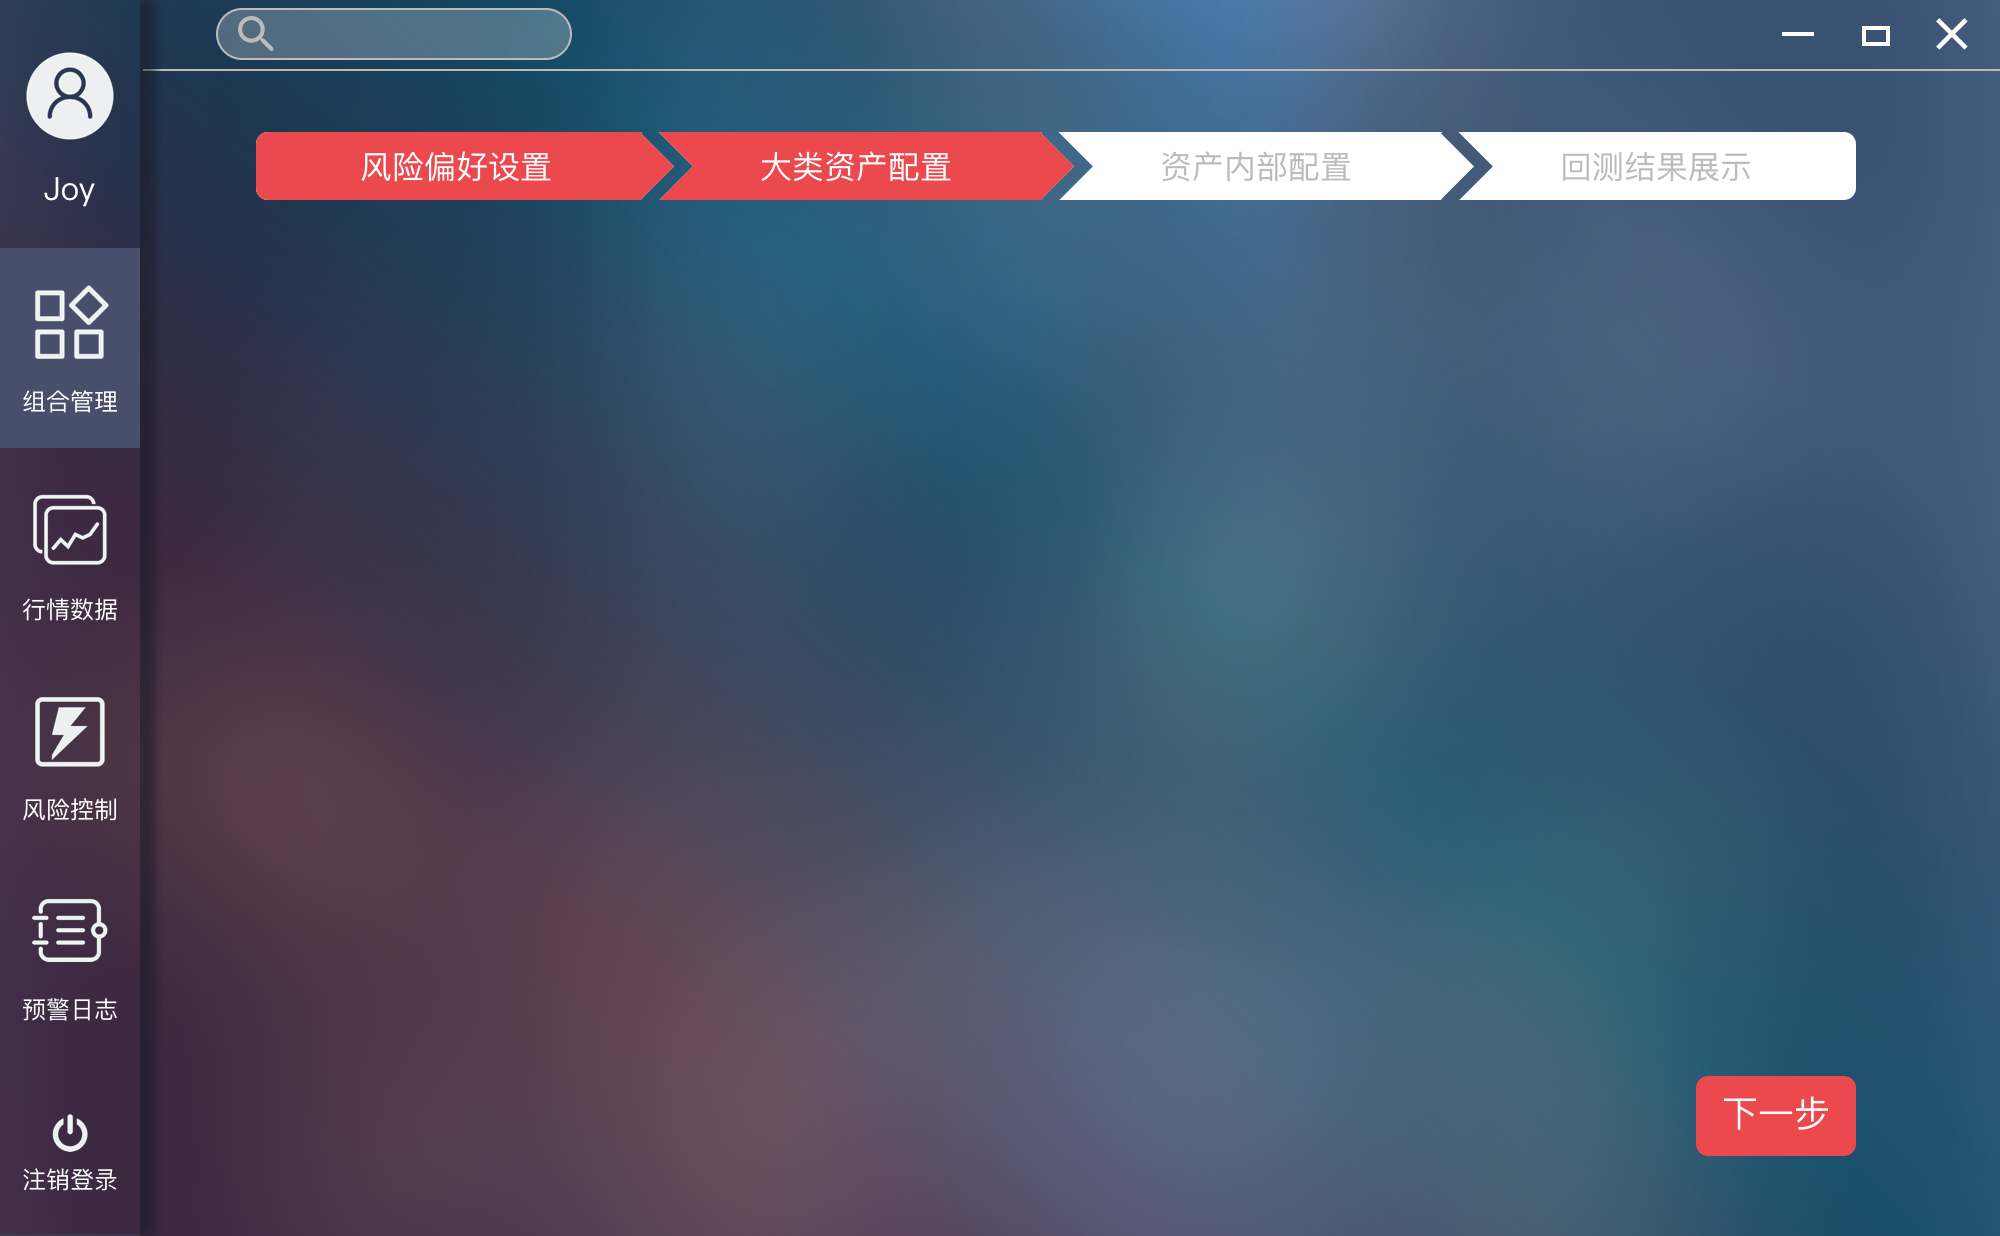 Joy
组合管理
行情数据
风险控制
预警日志
注销登录
风险偏好设置
大类资产配置
资产内部配置
回测结果展示
下一步